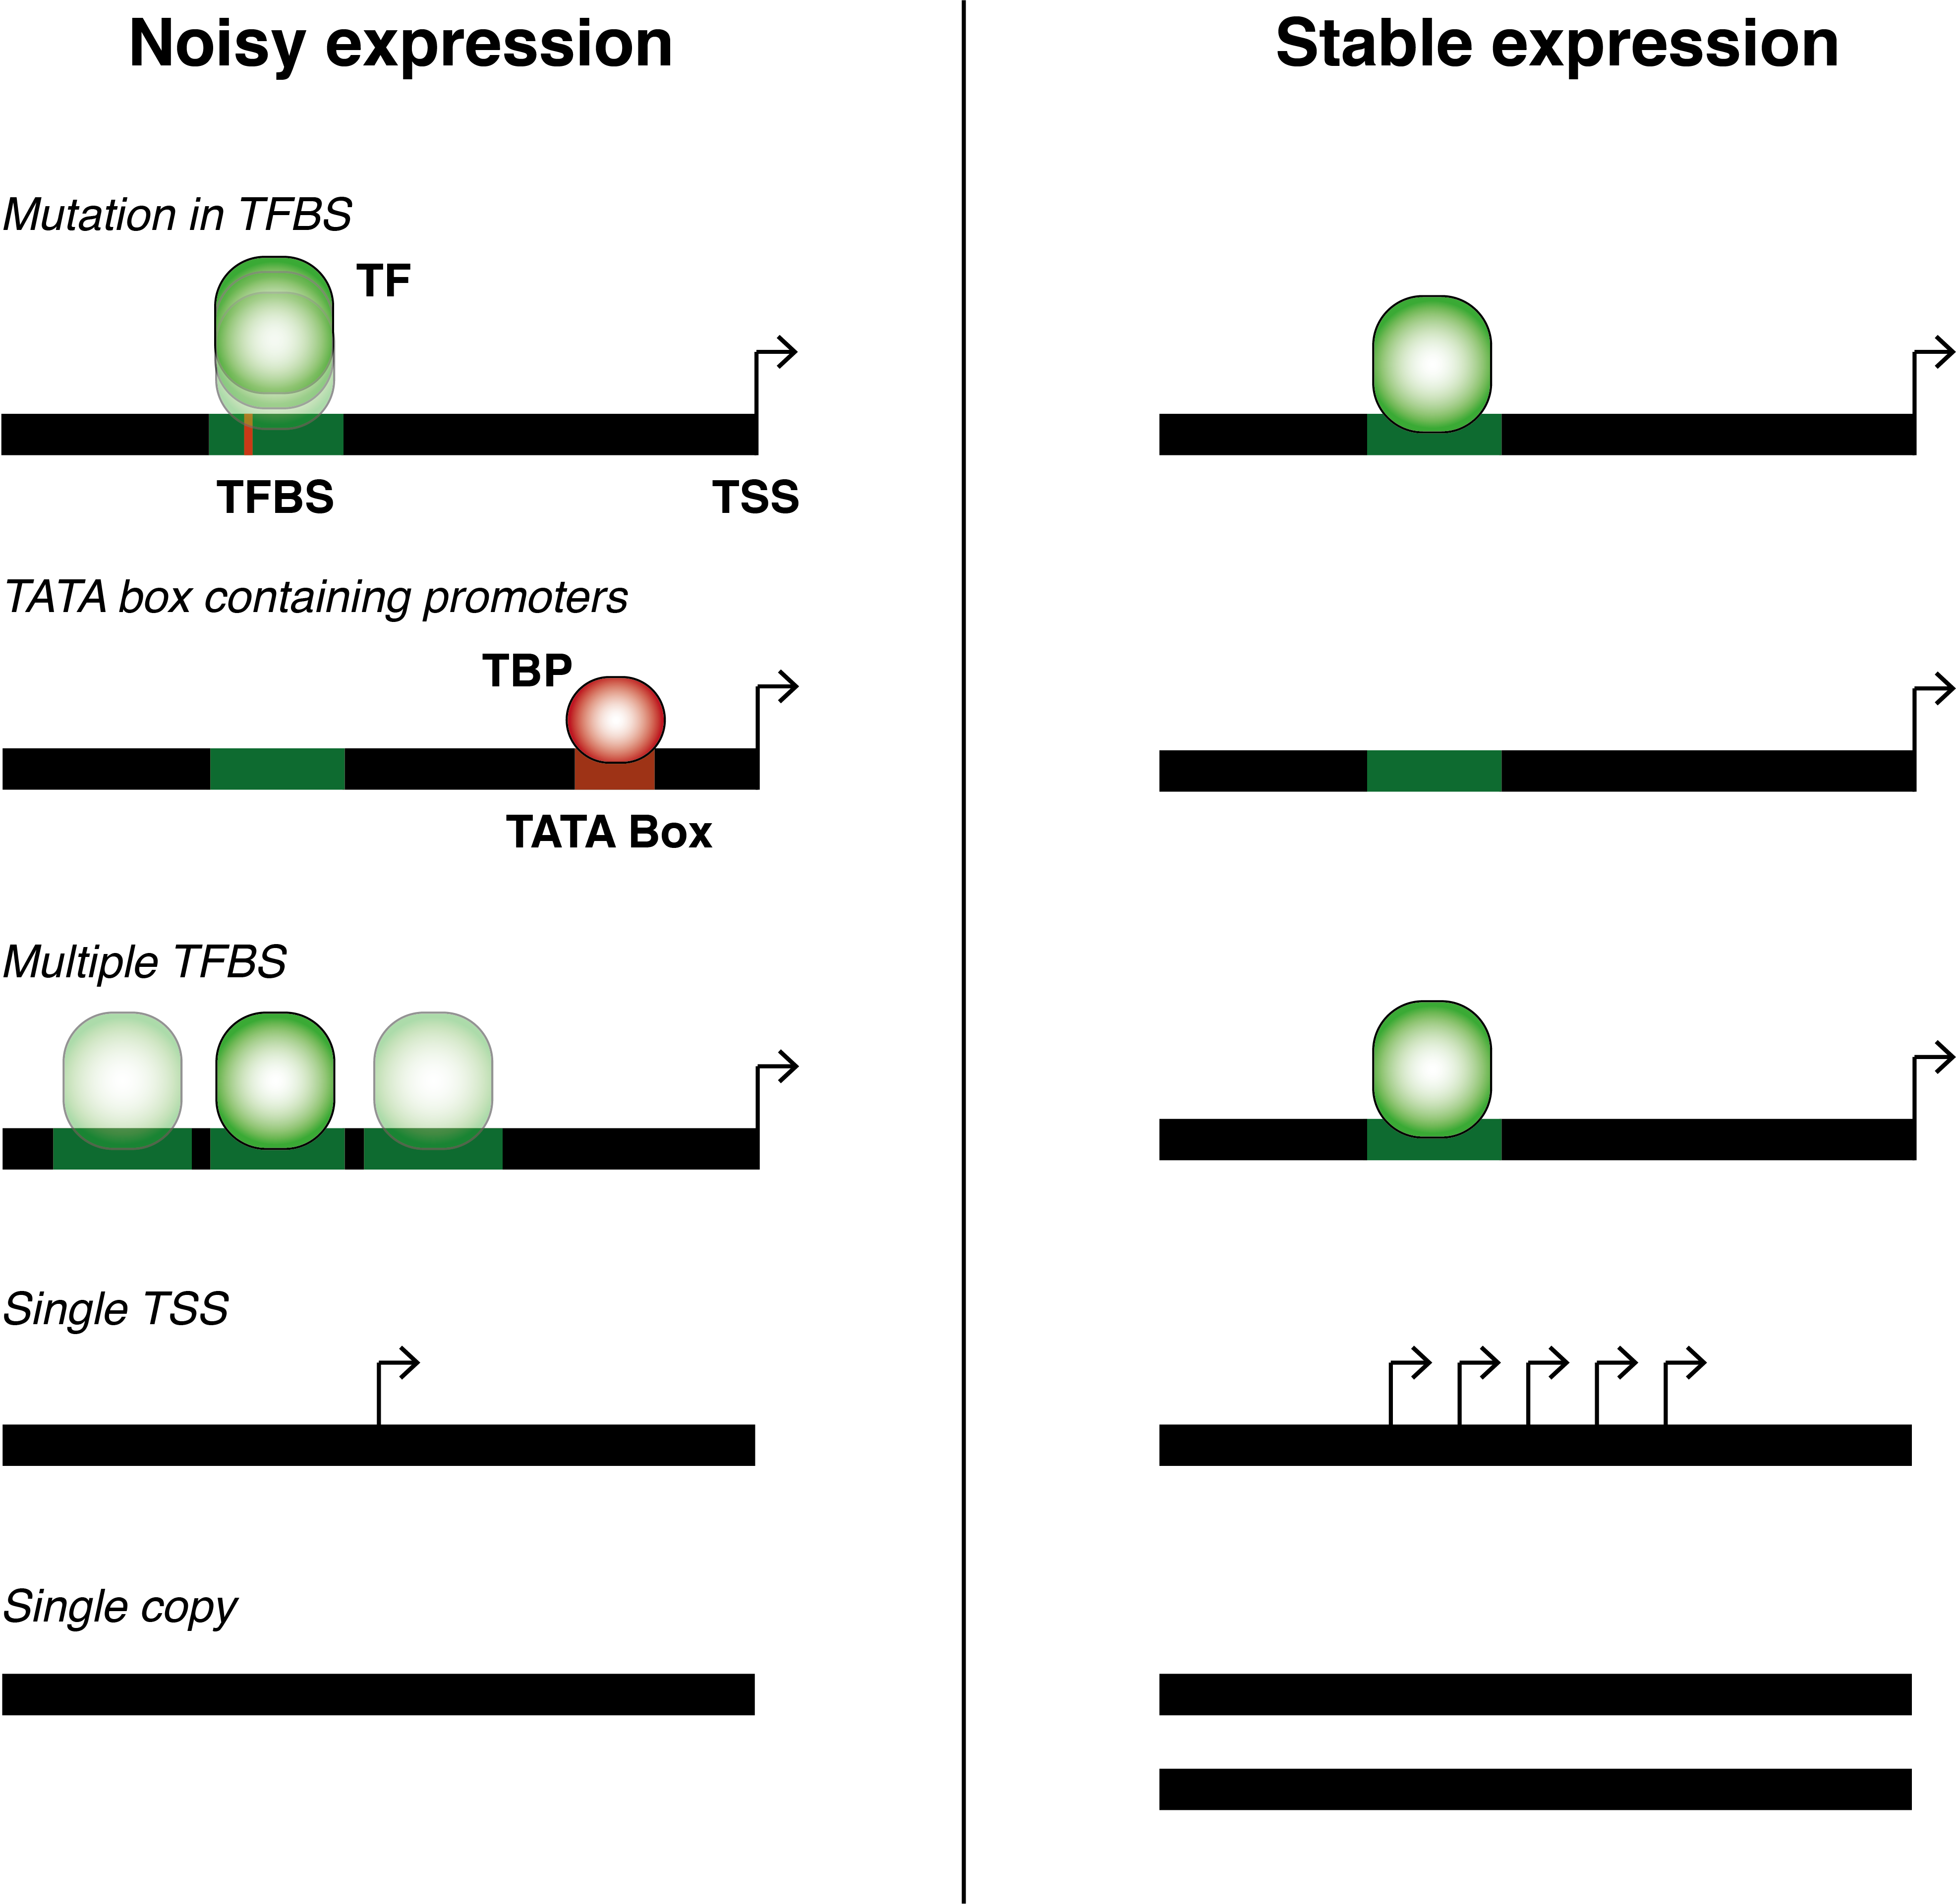 Noisy expression
Stable expression
Mutation in TFBS
TF
TFBS
TSS
TATA box containing promoters
TBP
TATA Box
Multiple TFBS
Single TSS
Single copy